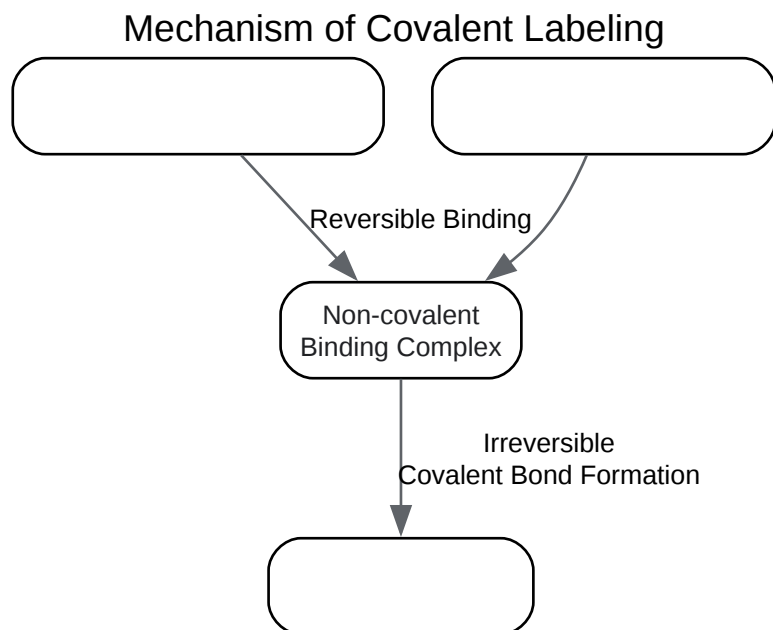 Mechanism of Covalent Labeling
Reversible Binding
Non-covalent
Binding Complex
Irreversible
Covalent Bond Formation